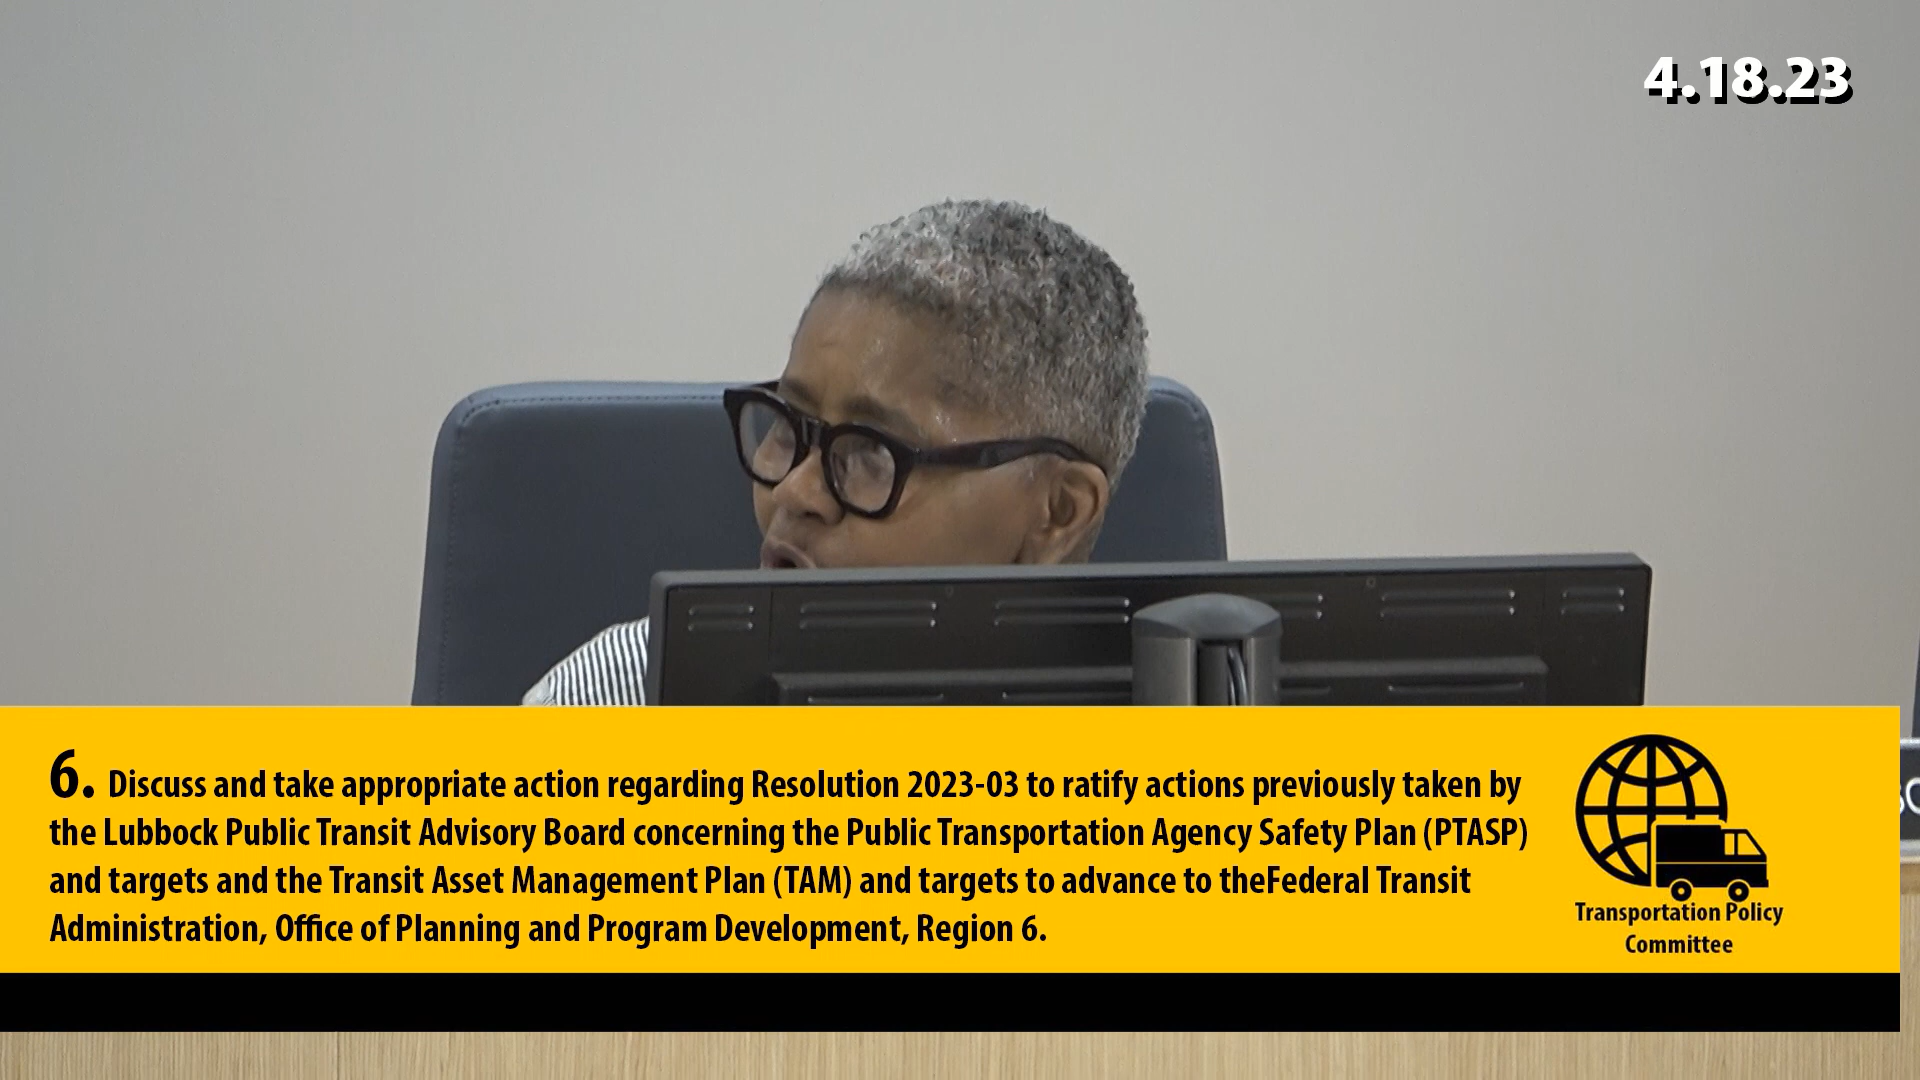 4.18.23
6. Discuss and take appropriate action regarding Resolution 2023-03 to ratify actions previously taken by
the Lubbock Public Transit Advisory Board concerning the Public Transportation Agency Safety Plan (PTASP)
and targets and the Transit Asset Management Plan (TAM) and targets to advance to theFederal Transit
Administration, Office of Planning and Program Development, Region 6.
Transportation Policy
Committee